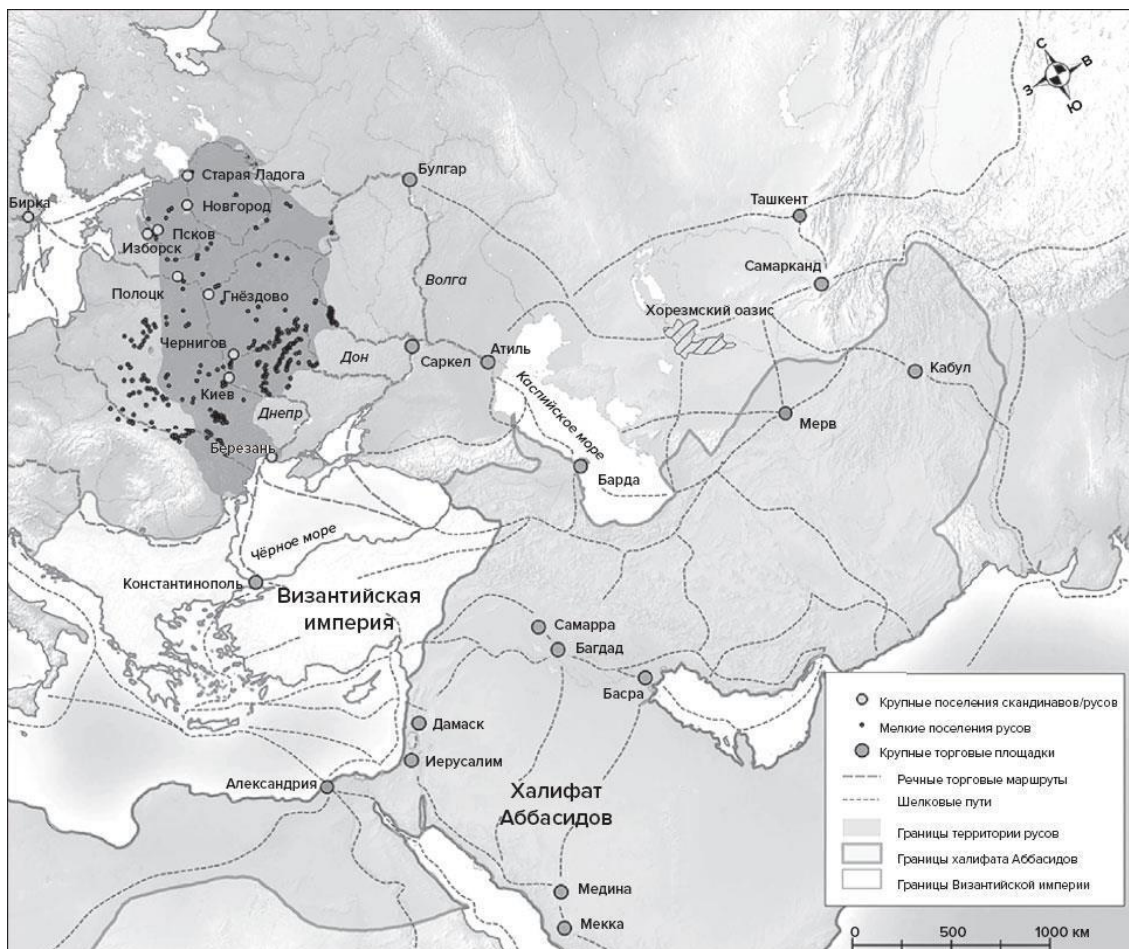 С
В
З
Ю
Старая Ладога
Булгар
Новгород
Бирка
Ташкент
Псков
Изборск
Самарканд
Волга
Полоцк
Гнёздово
Хорезмский оазис
Чернигов
Дон
Саркел
Атиль
Кабул
Киев
Днепр
Каспийское море
Мерв
Березань
Барда
Чёрное море
Константинополь
Византийская
империя
Самарра
Багдад
Басра
Дамаск
Иерусалим
Александрия
Халифат
Аббасидов
Медина
Мекка
Крупные поселения скандинавов/русов
Мелкие поселения русов
Крупные торговые площадки
Речные торговые маршруты
Шелковые пути
Границы территории русов
Границы халифата Аббасидов
Границы Византийской империи
0 500 1000 км